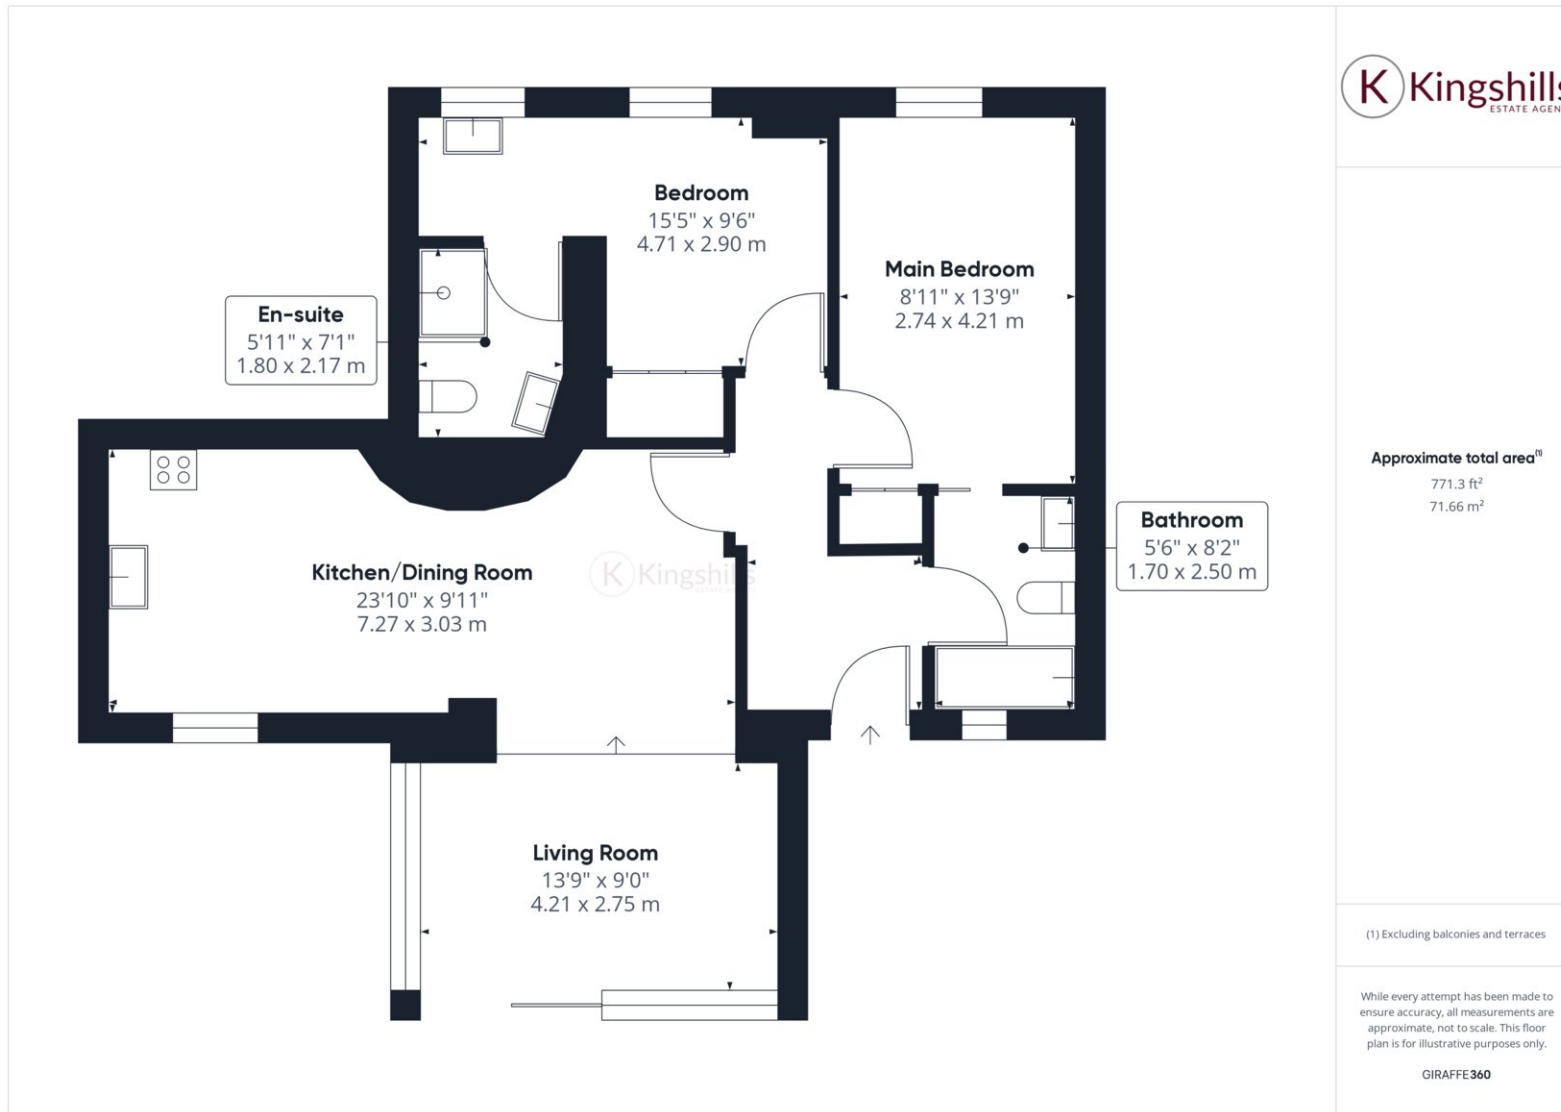 K Kingshills
ESTATE AGEN
Bedroom
15'5" x 9'6"
4.71 x 2.90 m
Main Bedroom
8'11" x 13'9"
2.74 x 4.21 m
En-suite
5'11" x 7'1"
1.80 x 2.17 m
Kitchen/Dining Room
23'10" x 9'11"
7.27 x 3.03 m
K Kingshills
Bathroom
5'6" x 8'2"
1.70 x 2.50 m
Living Room
13'9" x 9'0"
4.21 x 2.75 m
Approximate total area(1)
771.3 ft²
71.66 m²
(1) Excluding balconies and terraces
While every attempt has been made to
ensure accuracy, all measurements are
approximate, not to scale. This floor
plan is for illustrative purposes only.
GIRAFFE360